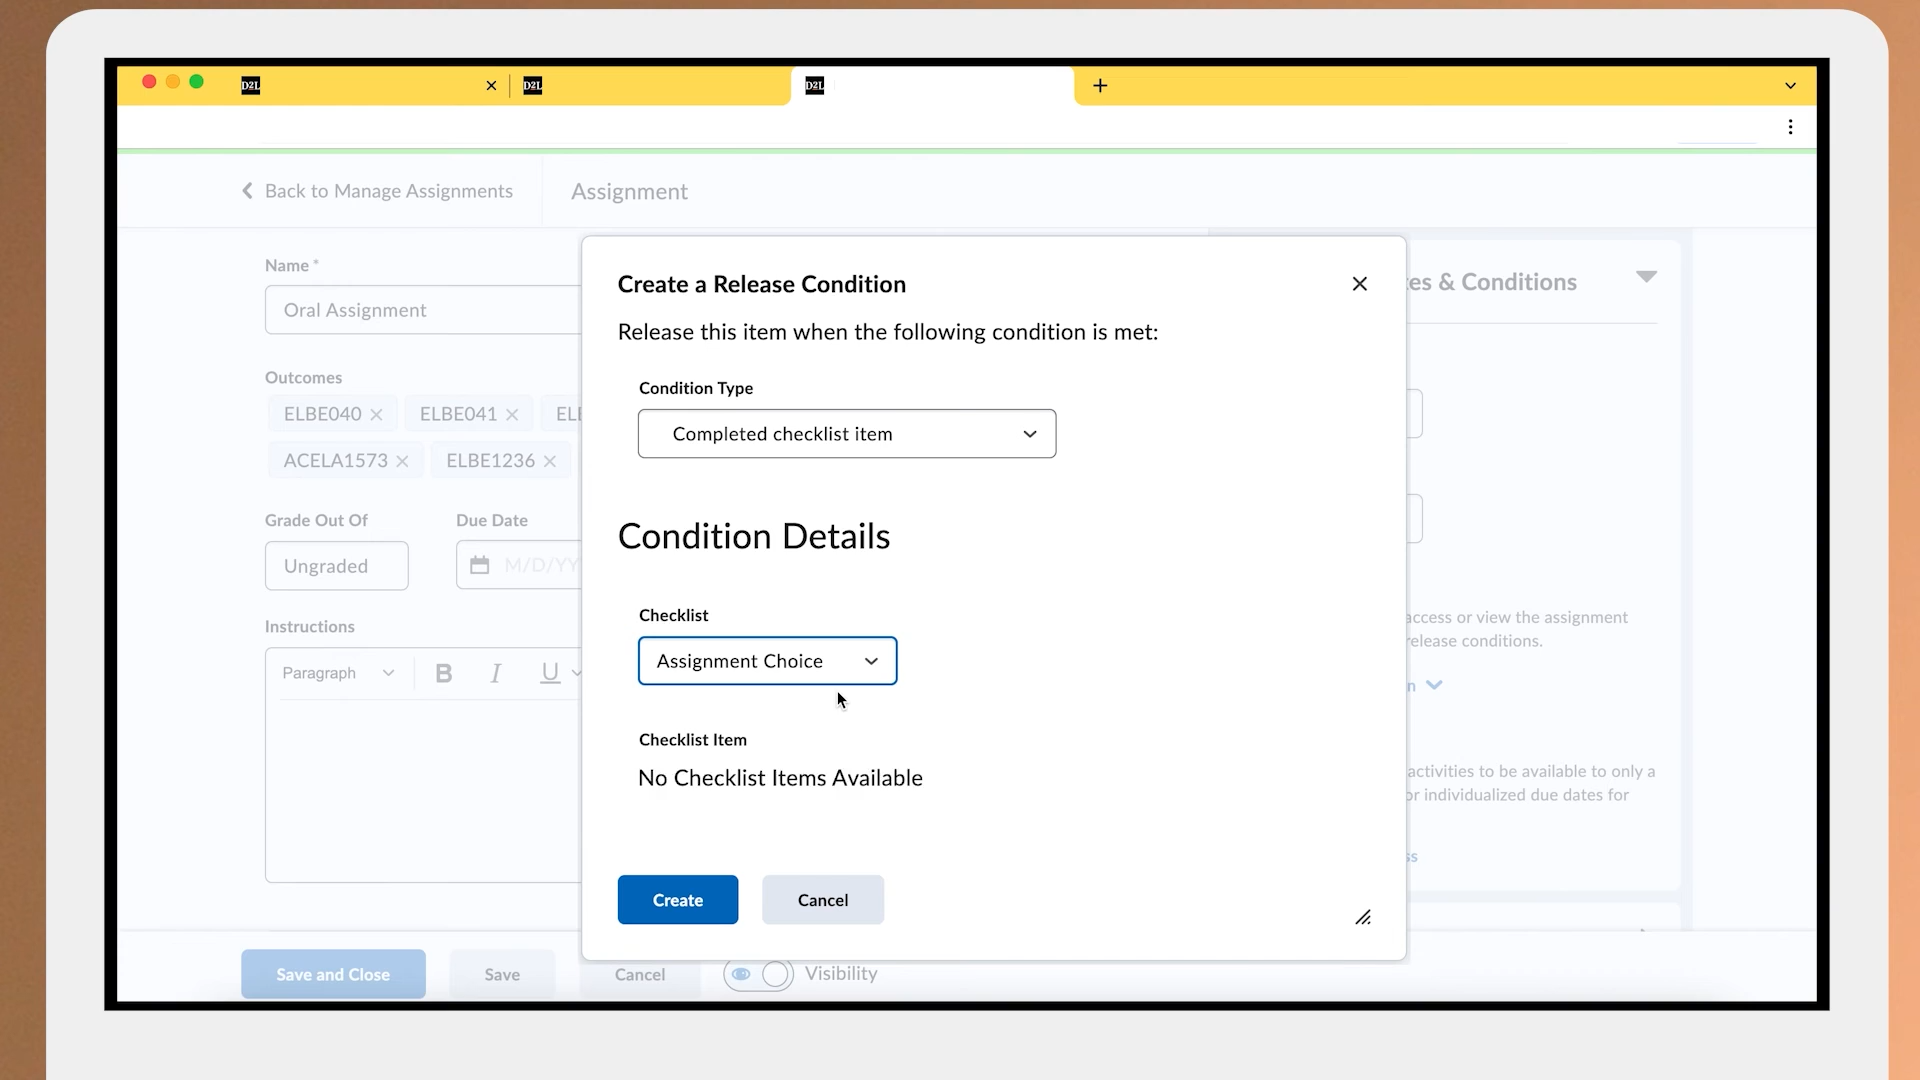 D2L
D2L
D2L
Back to Manage Assignments
Assignment
Name *
Oral Assignment
Outcomes
ELBE040
ELBE041
ACELA1573
ELBE1236
Grade Out Of
Due Date
Ungraded
M/D/YY
Instructions
Paragraph
B
I
U
Create a Release Condition
Release this item when the following condition is met:
Condition Type
Completed checklist item
Condition Details
Checklist
Assignment Choice
Checklist Item
No Checklist Items Available
Create
Cancel
es & Conditions
access or view the assignment
release conditions.
n
activities to be available to only a
or individualized due dates for
ss
Save and Close
Save
Cancel
Visibility